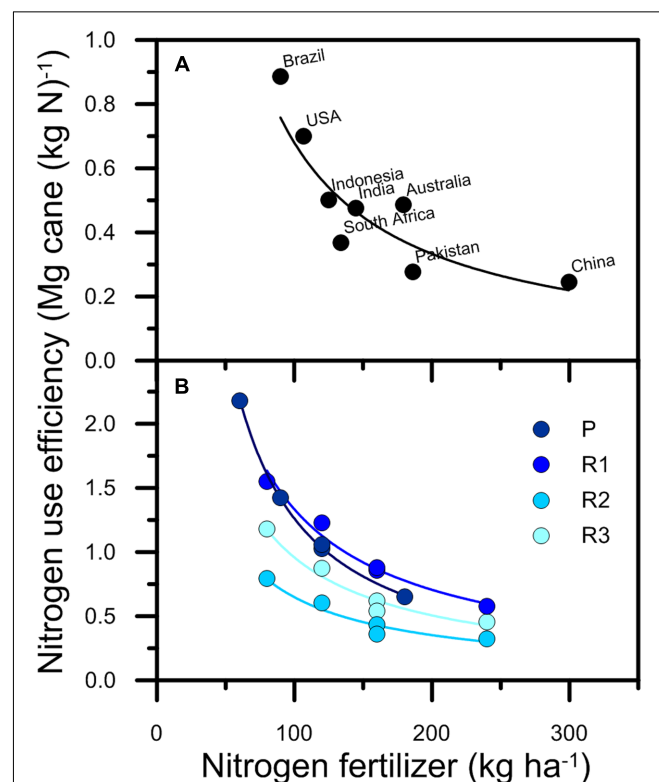 Nitrogen use efficiency (Mg cane (kg N)⁻¹)
A
1.0
0.8
0.6
0.4
0.2
0.0
Brazil
USA
Indonesia
India
Australia
South Africa
Pakistan
China
B
2.0
1.5
1.0
0.5
0.0
P
R1
R2
R3
0
100
200
300
Nitrogen fertilizer (kg ha⁻¹)